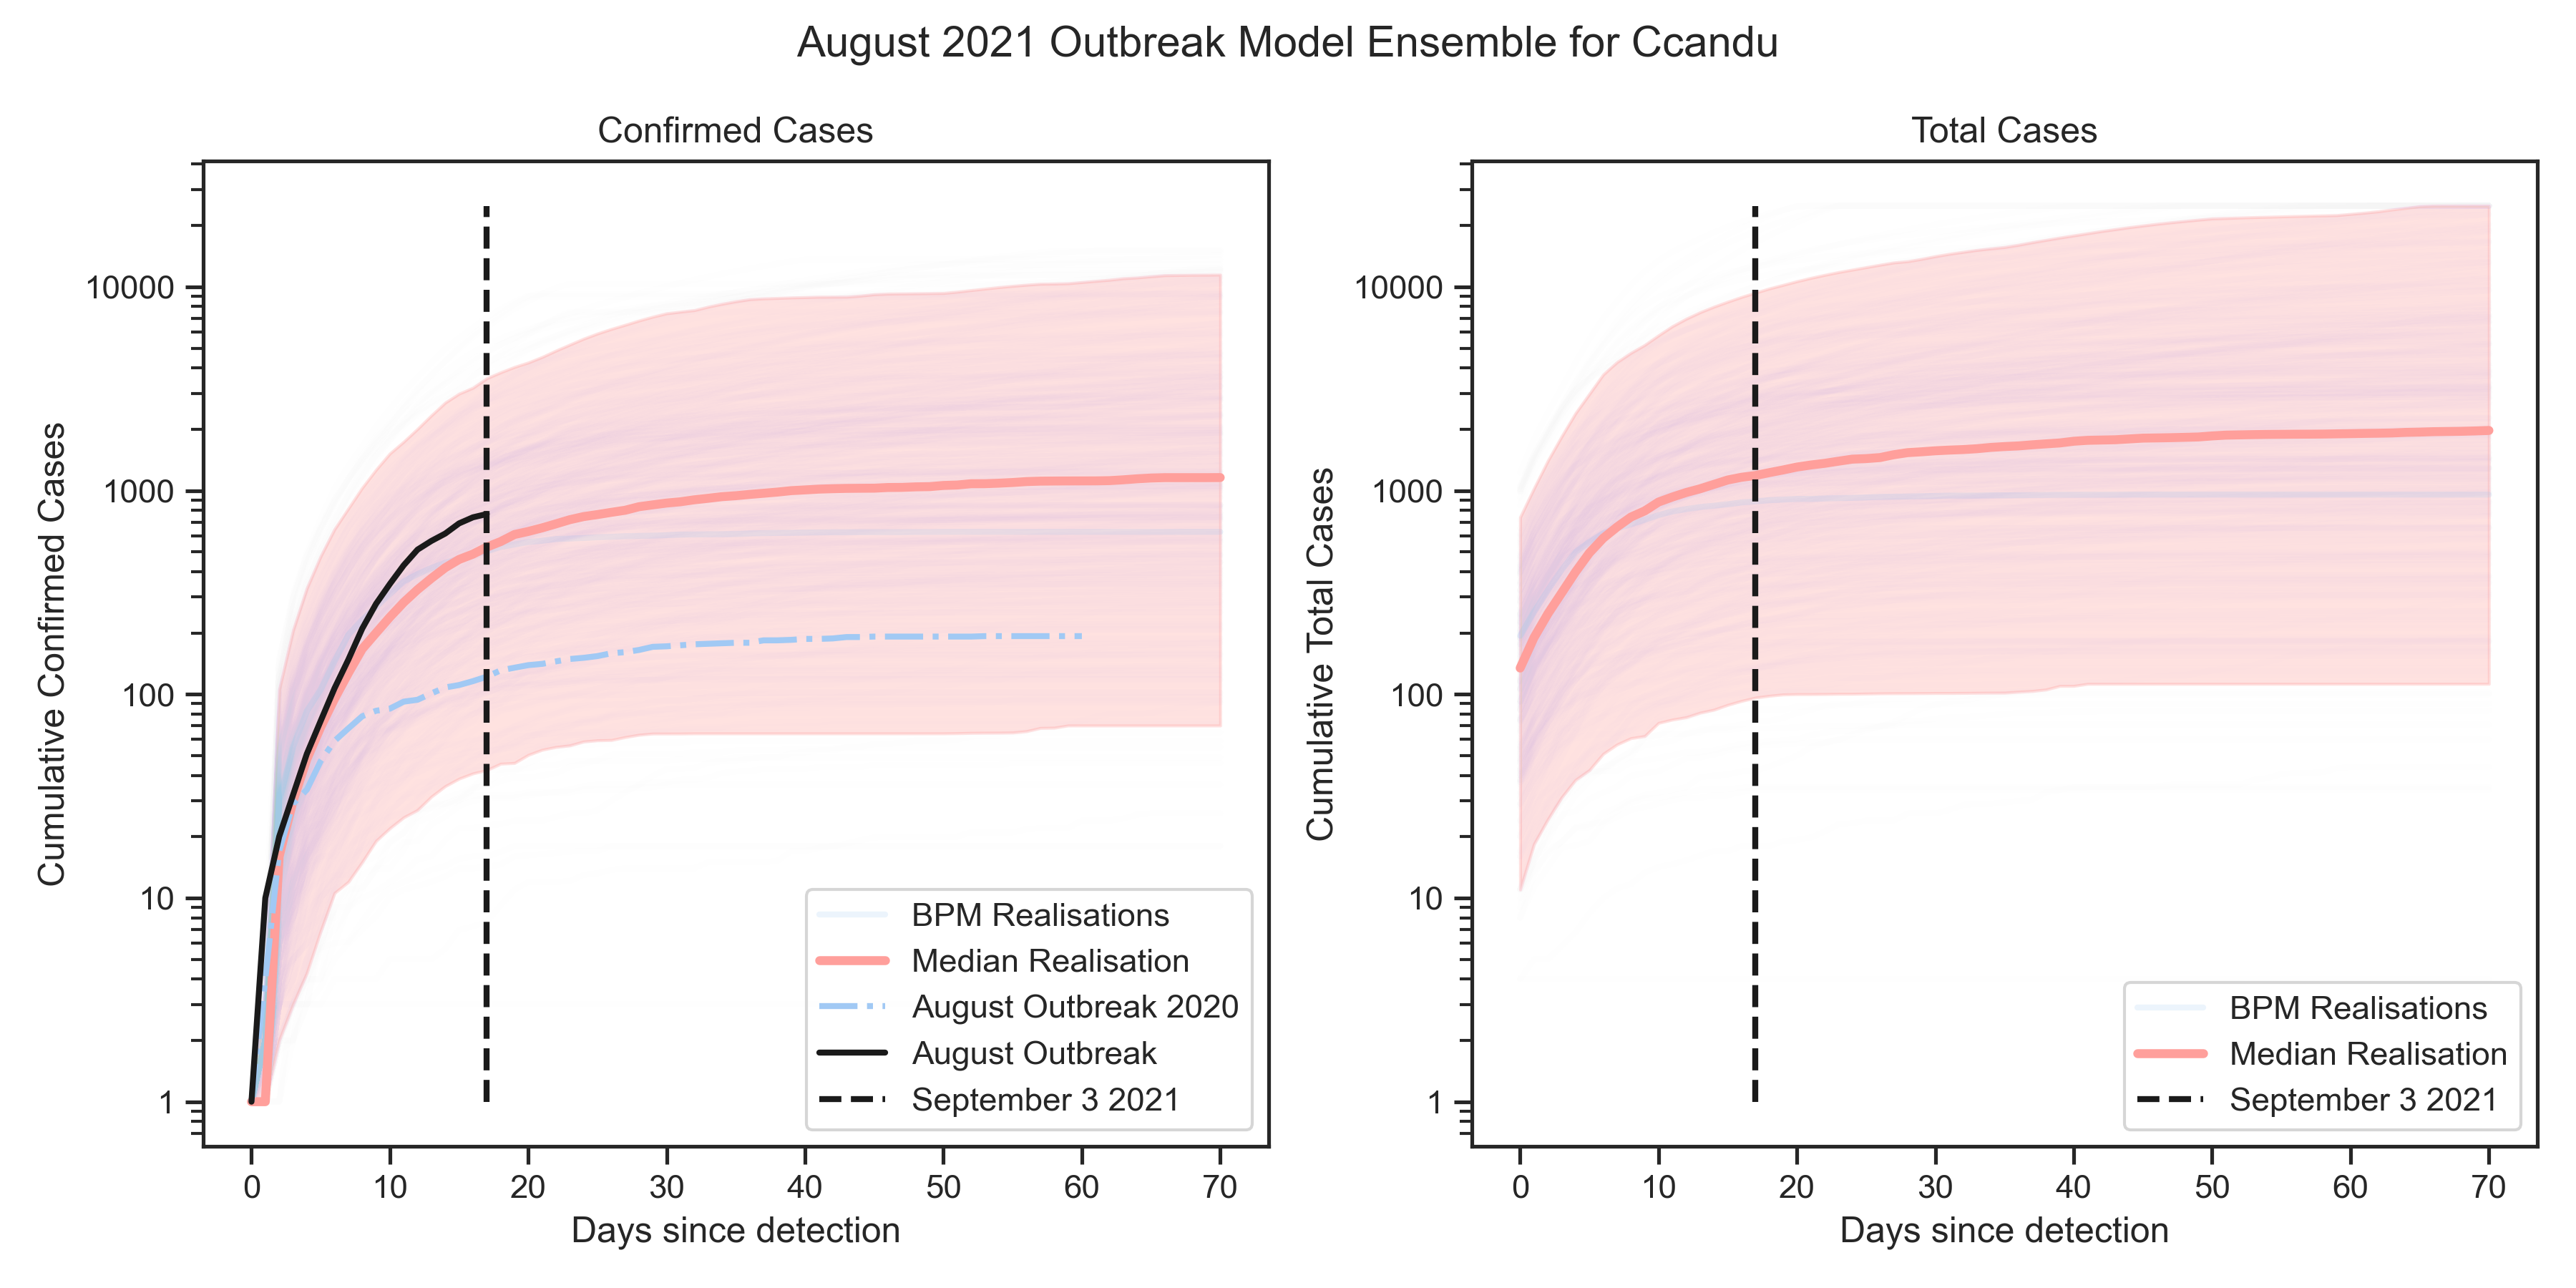 August 2021 Outbreak Model Ensemble for Ccandu
Confirmed Cases
Cumulative Confirmed Cases
10000
1000
100
10
1
0 10 20 30 40 50 60 70
Days since detection
BPM Realisations
Median Realisation
August Outbreak 2020
August Outbreak
September 3 2021
Total Cases
Cumulative Total Cases
10000
1000
100
10
1
0 10 20 30 40 50 60 70
Days since detection
BPM Realisations
Median Realisation
September 3 2021